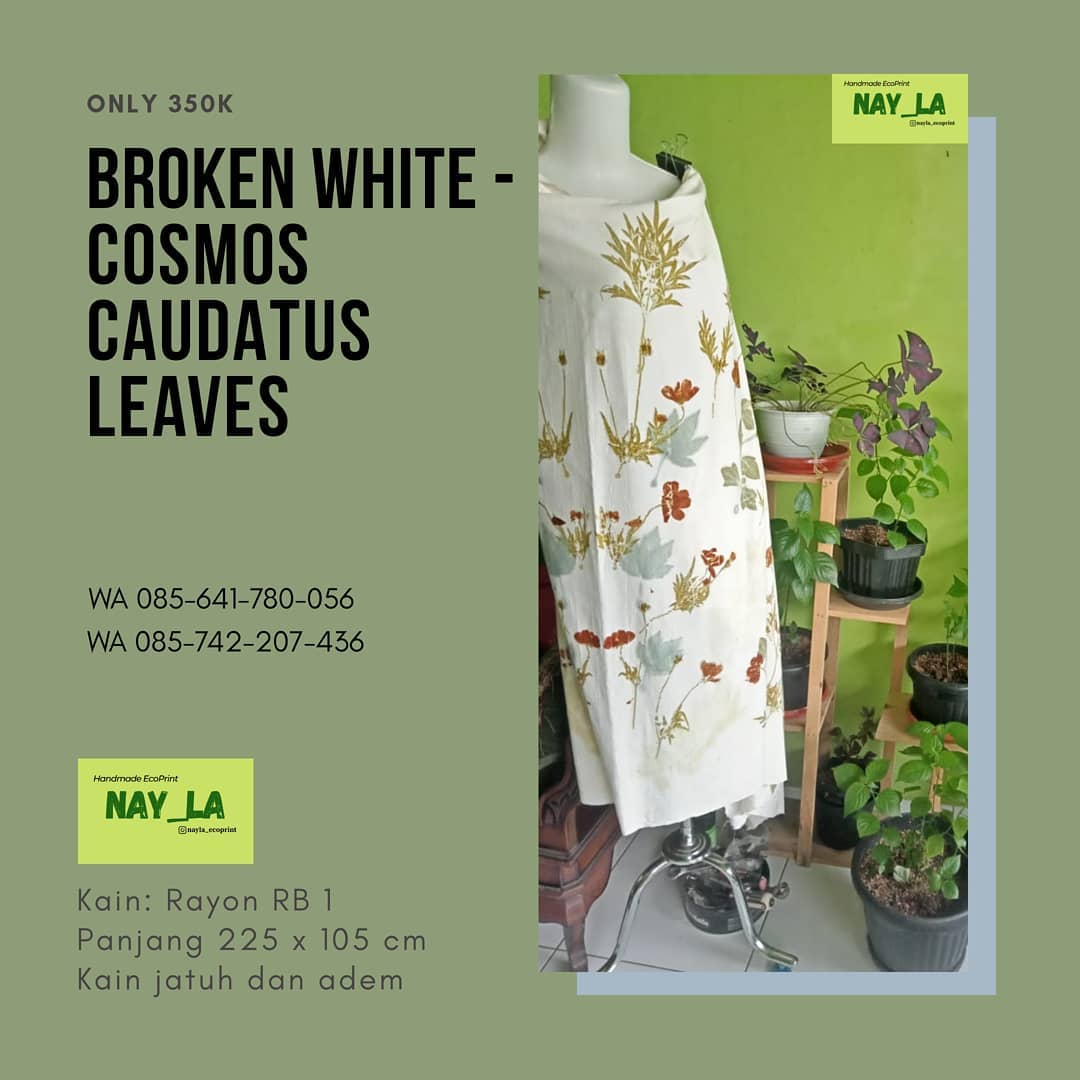 ONLY 350K
BROKEN WHITE -
COSMOS
CAUDATUS
LEAVES
WA 085-641-780-056
WA 085-742-207-436
Handmade EcoPrint
NAY_LA
nayla_ecoprint
Kain: Rayon RB 1
Panjang 225 x 105 cm
Kain jatuh dan adem
Handmade EcoPrint
NAY_LA
nayla_ecoprint